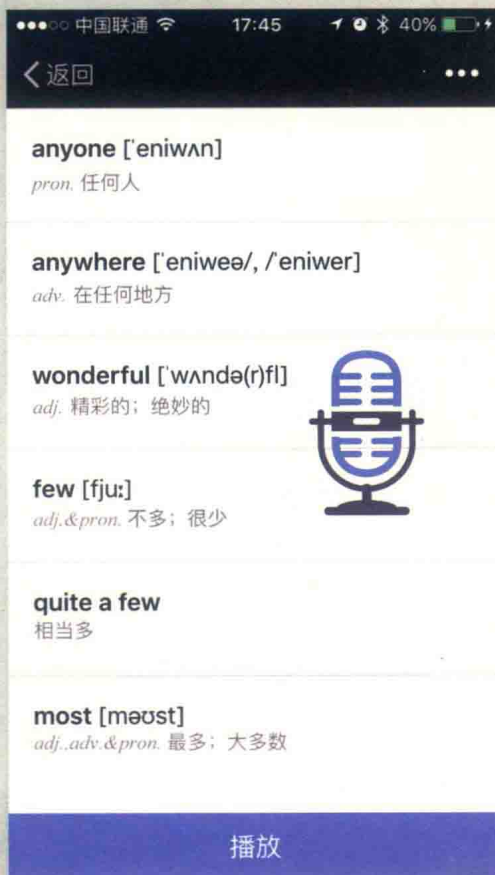 中国联通 17:45 40%
返回
anyone ['eniwʌn]
pron. 任何人
anywhere ['eniweə/, /'eniwer]
adv. 在任何地方
wonderful ['wʌndə(r)fl]
adj. 精彩的；绝妙的
few [fjuː]
adj.&pron. 不多；很少
quite a few
相当多
most [məʊst]
adj.,adv.&pron. 最多；大多数
播放